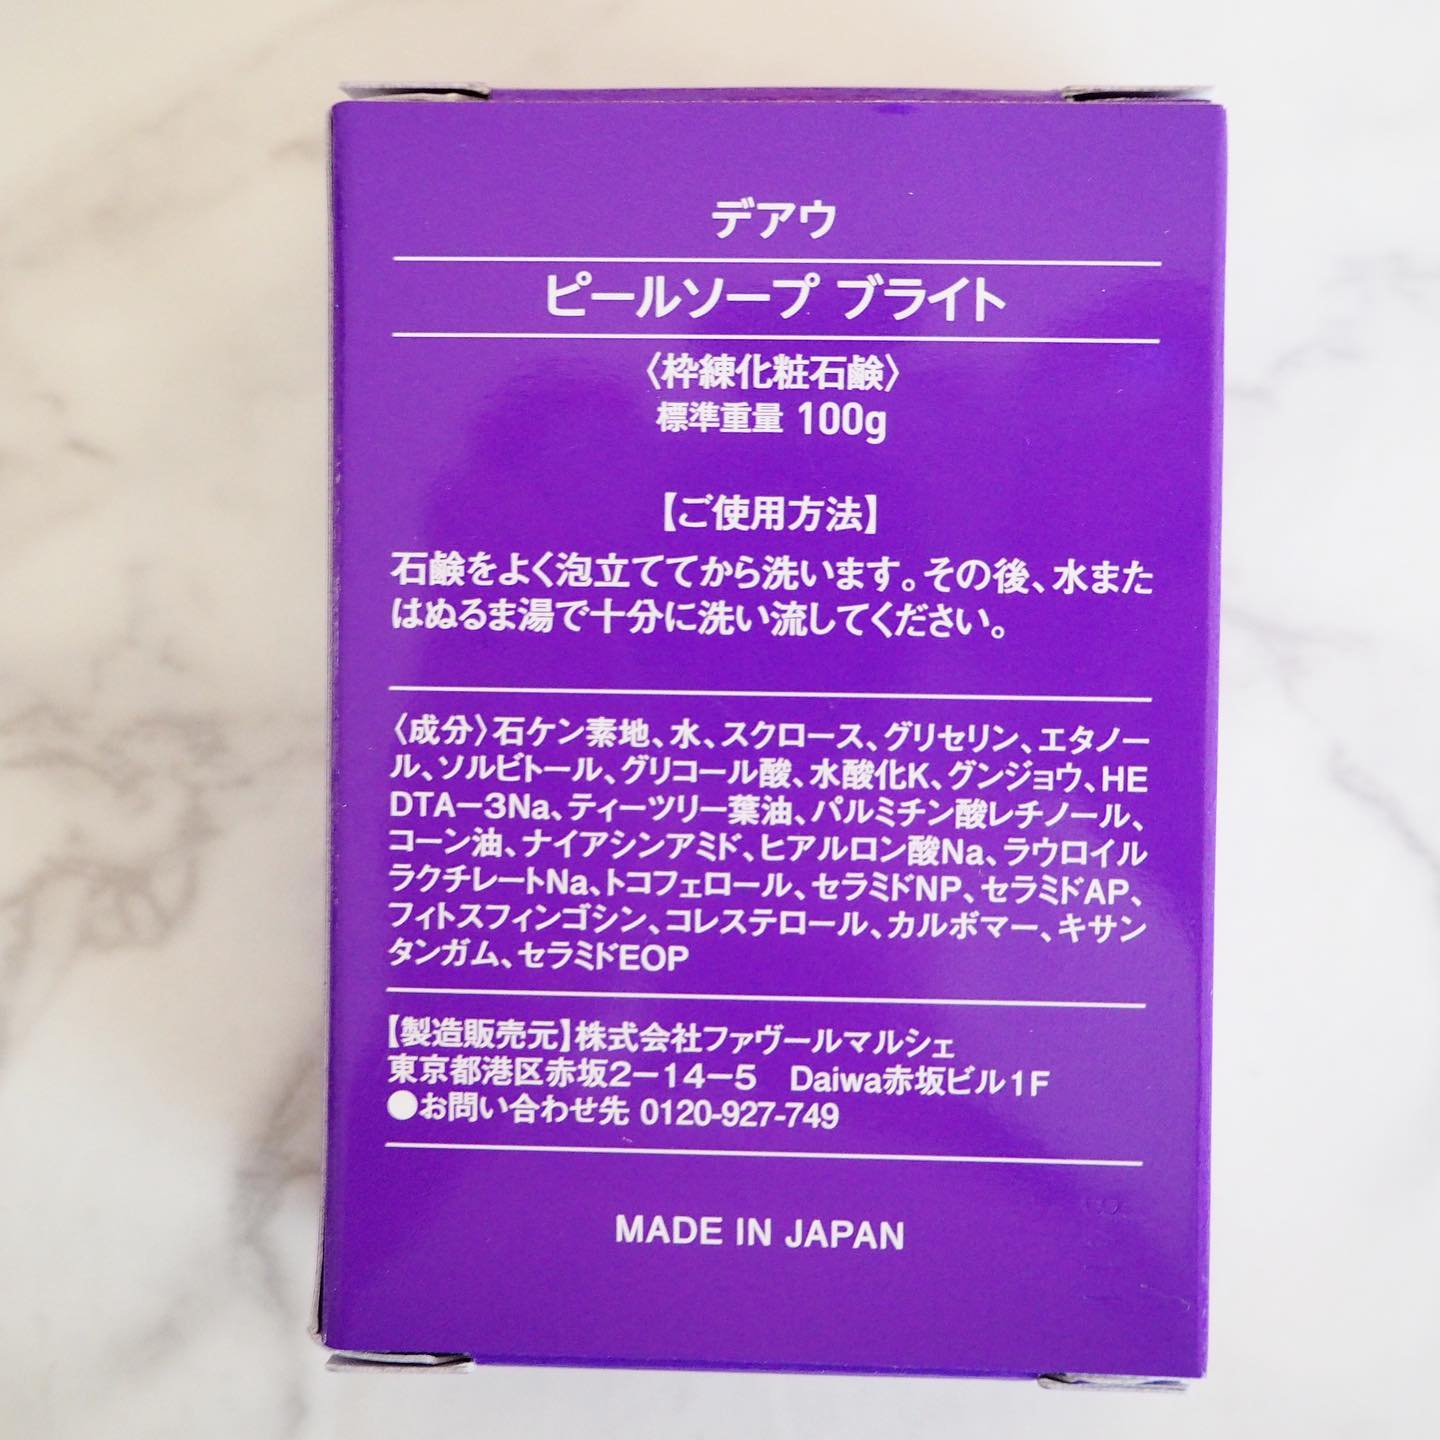 デアウ
ピールソープ ブライト
〈枠練化粧石鹸〉
標準重量 100g
【ご使用方法】
石鹸をよく泡立ててから洗います。その後、水また
はぬるま湯で十分に洗い流してください。
〈成分〉石ケン素地、水、スクロース、グリセリン、エタノー
ル、ソルビトール、グリコール酸、水酸化K、グンジョウ、HE
DTA－3Na、ティーツリー葉油、パルミチン酸レチノール、
コーン油、ナイアシンアミド、ヒアルロン酸Na、ラウロイル
ラクチレートNa、トコフェロール、セラミドNP、セラミドAP、
フィトスフィンゴシン、コレステロール、カルボマー、キサン
タンガム、セラミドEOP
【製造販売元】株式会社ファヴールマルシェ
東京都港区赤坂2－14－5　Daiwa赤坂ビル1F
●お問い合わせ先 0120-927-749
MADE IN JAPAN